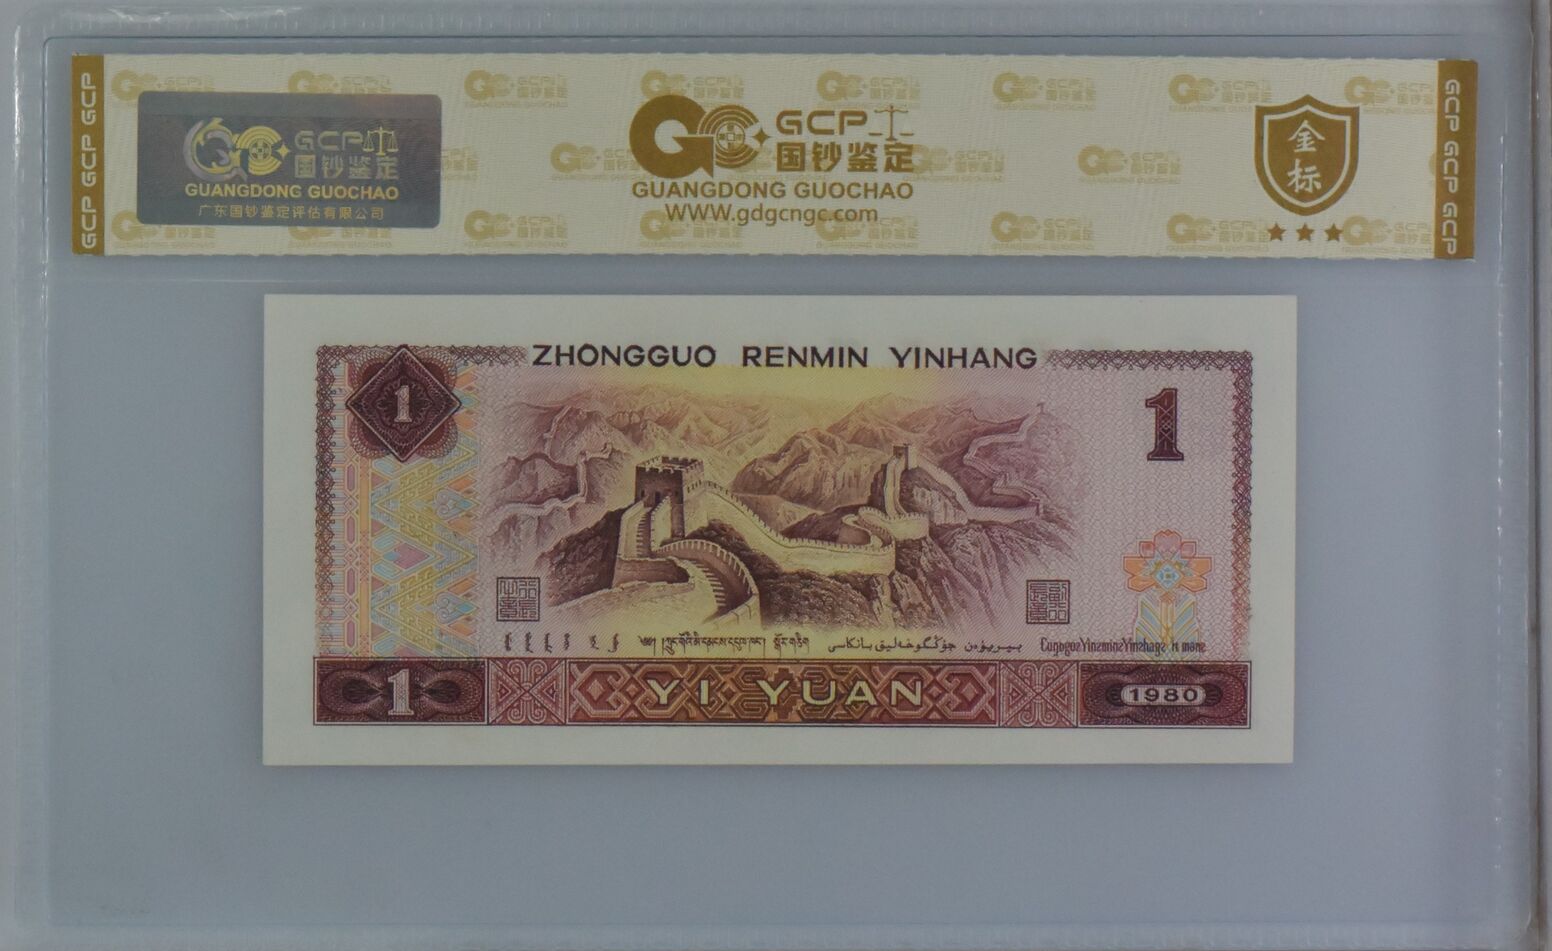 GCP GCP GCP
GCP
国钞鉴定
GUANGDONG GUOCHAO
广东国钞鉴定评估有限公司
GCP
国钞鉴定
GUANGDONG GUOCHAO
WWW.gdgcngc.com
金标
GCP GCP GCP
ZHONGGUO RENMIN YINHANG
1
1
YI YUAN
1
1980